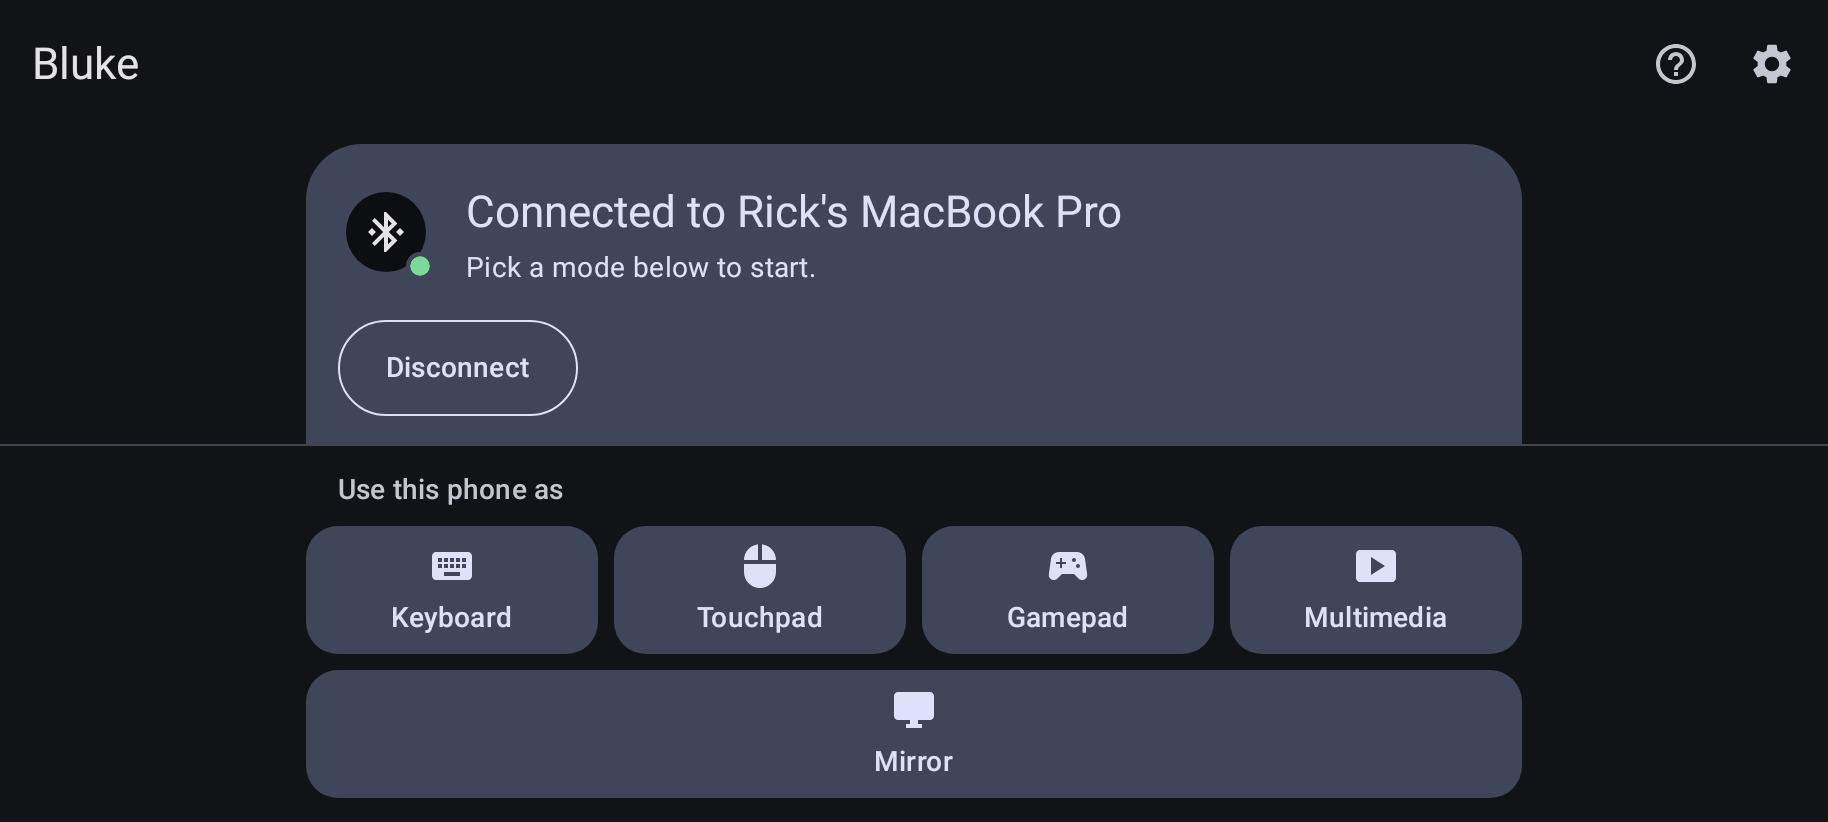 Bluke
Connected to Rick's MacBook Pro
Pick a mode below to start.
Disconnect
Use this phone as
Keyboard
Touchpad
Gamepad
Multimedia
Mirror